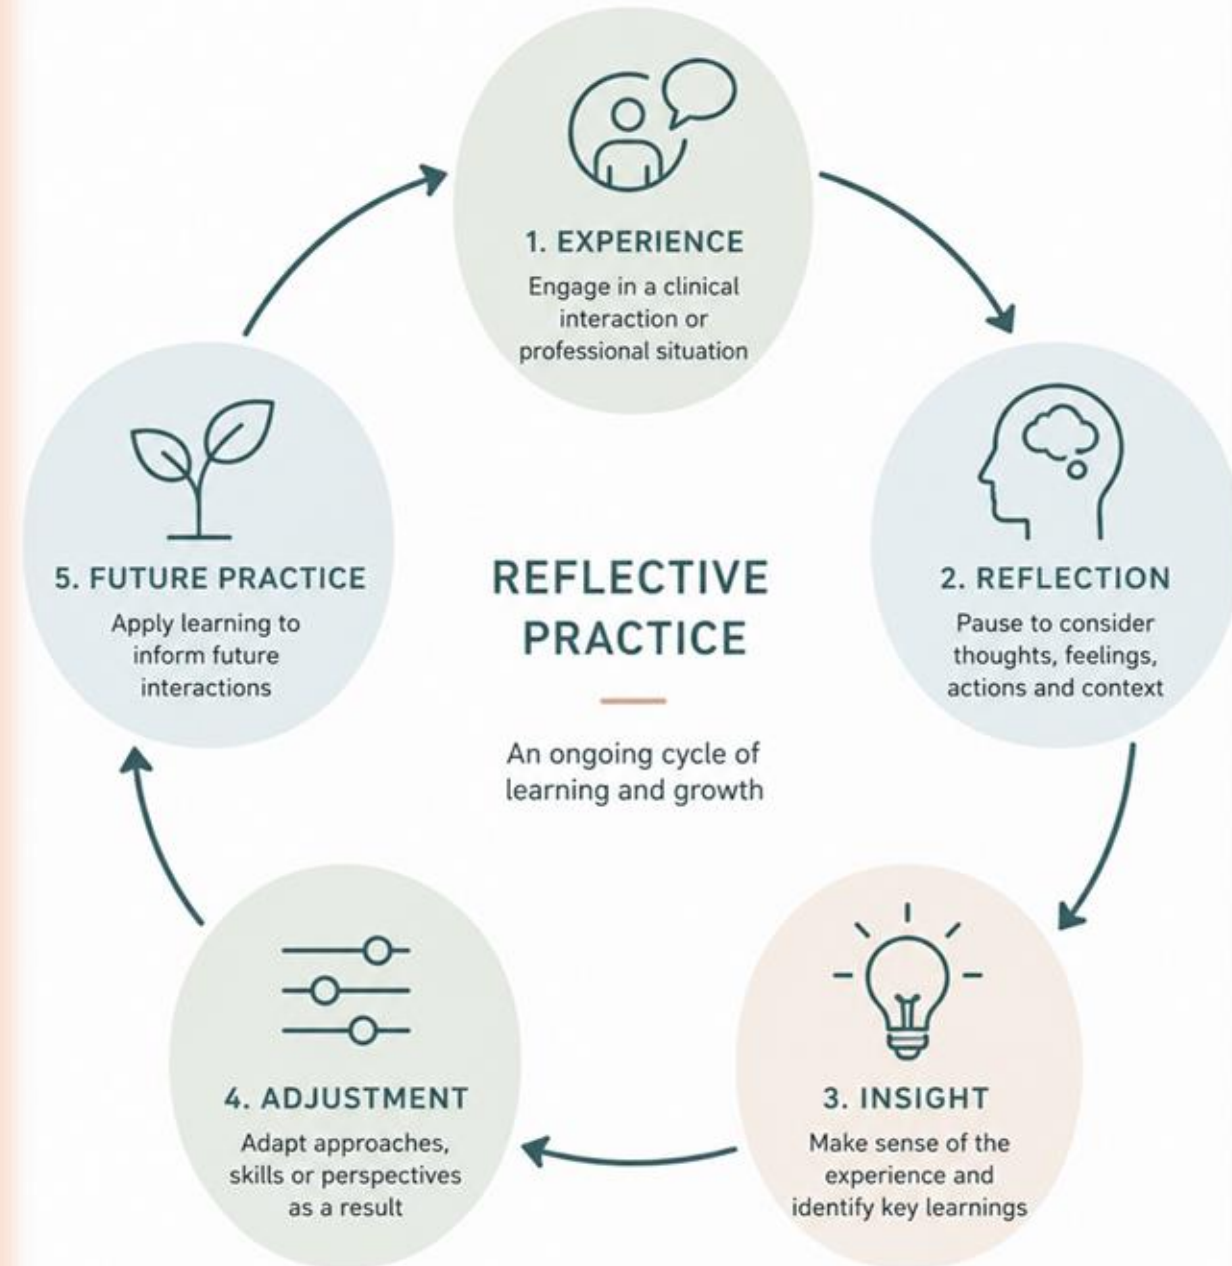 1. EXPERIENCE
Engage in a clinical
interaction or
professional situation
2. REFLECTION
Pause to consider
thoughts, feelings,
actions and context
3. INSIGHT
Make sense of the
experience and
identify key learnings
4. ADJUSTMENT
Adapt approaches,
skills or perspectives
as a result
5. FUTURE PRACTICE
Apply learning to
inform future
interactions
REFLECTIVE
PRACTICE
An ongoing cycle of
learning and growth